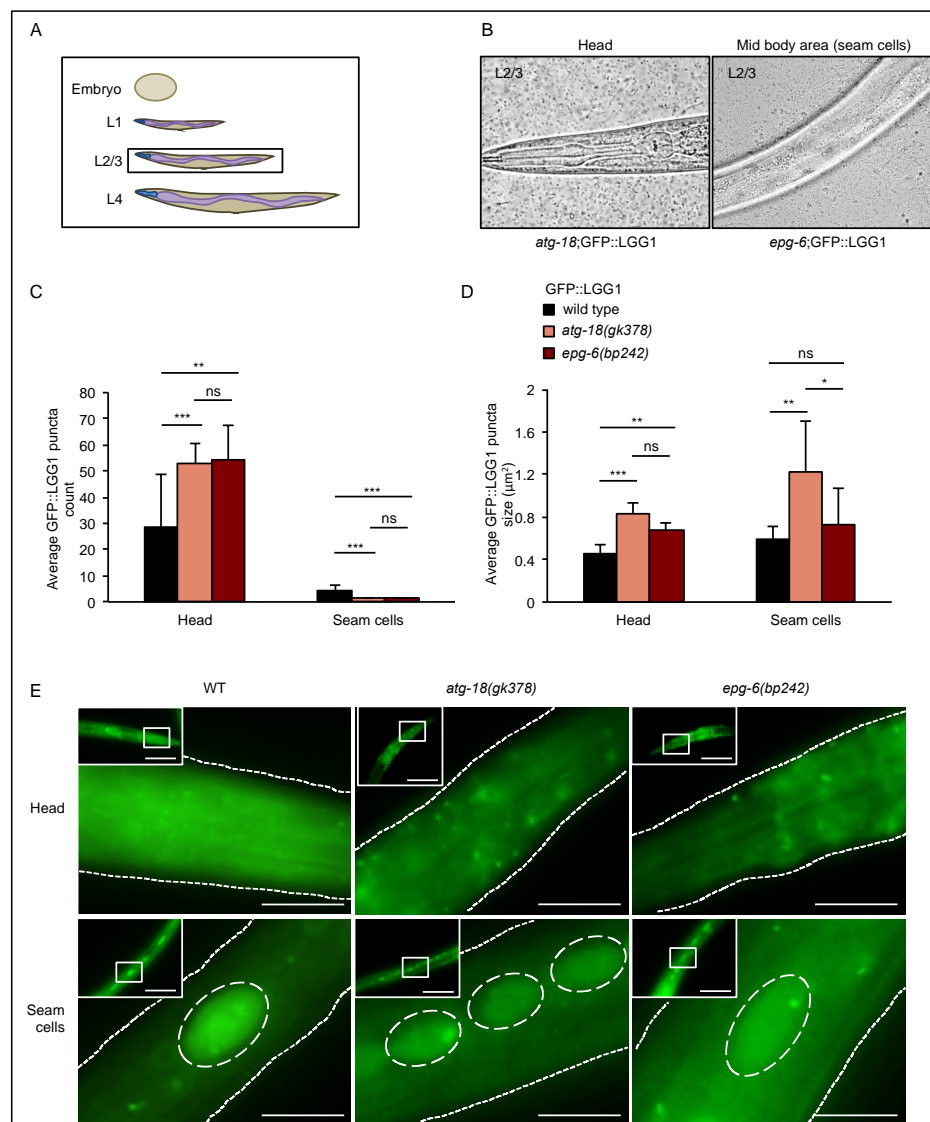 A
Embryo
L1
L2/3
L4
B
Head
Mid body area (seam cells)
L2/3
L2/3
atg-18;GFP::LGG1
epg-6;GFP::LGG1
C
Average GFP::LGG1 puncta
count
80
70
60
50
40
30
20
10
0
**
ns
***
***
ns
***
Head
Seam cells
D
GFP::LGG1
wild type
atg-18(gk378)
epg-6(bp242)
Average GFP::LGG1 puncta
size (µm²)
2
1.6
1.2
0.8
0.4
0
**
ns
***
ns
*
**
Head
Seam cells
E
WT
atg-18(gk378)
epg-6(bp242)
Head
Seam
cells